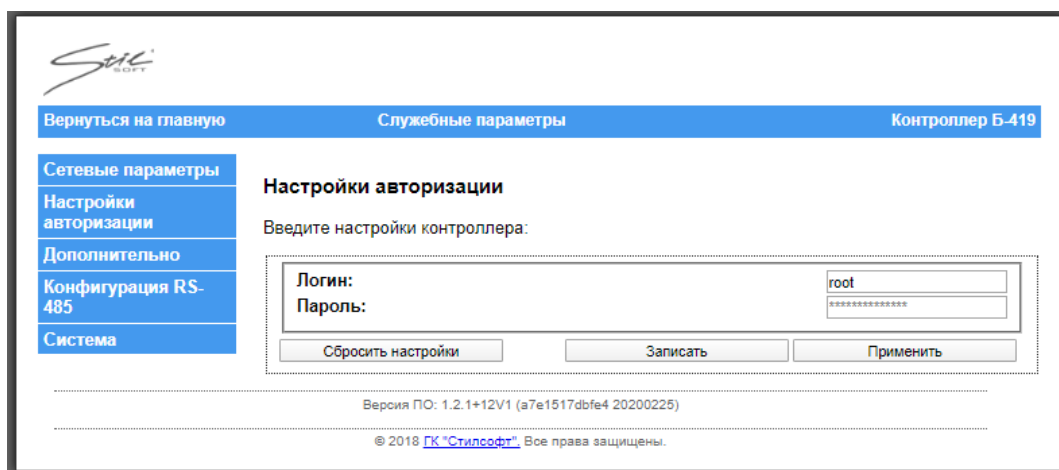 Stil
SOFT
Вернуться на главную
Служебные параметры
Контроллер Б-419
Сетевые параметры
Настройки
авторизации
Дополнительно
Конфигурация RS-
485
Система
Настройки авторизации
Введите настройки контроллера:
Логин:
root
Пароль:
**************
Сбросить настройки
Записать
Применить
Версия ПО: 1.2.1+12V1 (a7e1517dbfe4 20200225)
© 2018 ГК "Стилсофт". Все права защищены.